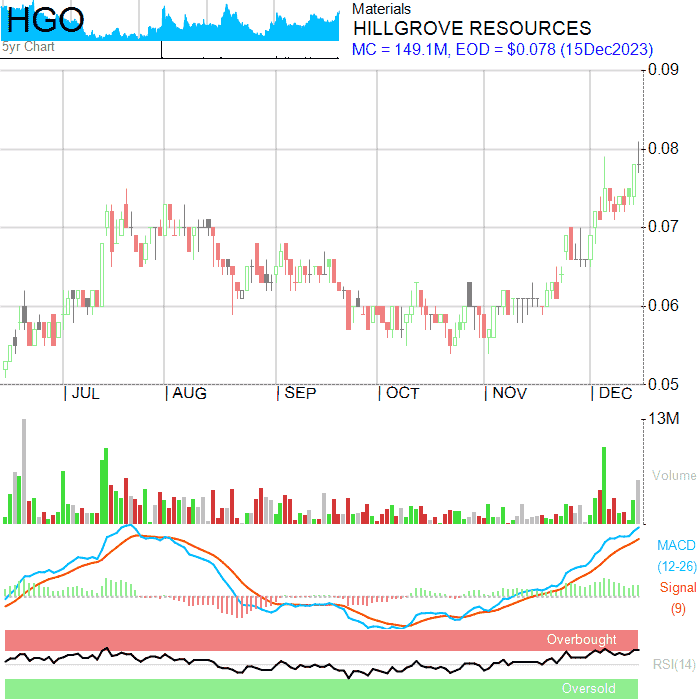 HGO
5yr Chart
Materials
HILLGROVE RESOURCES
MC = 149.1M, EOD = $0.078 (15Dec2023)
0.09
0.08
0.07
0.06
0.05
JUL AUG SEP OCT NOV DEC
13M
Volume
MACD
(12-26)
Signal
(9)
Overbought
RSI(14)
Oversold